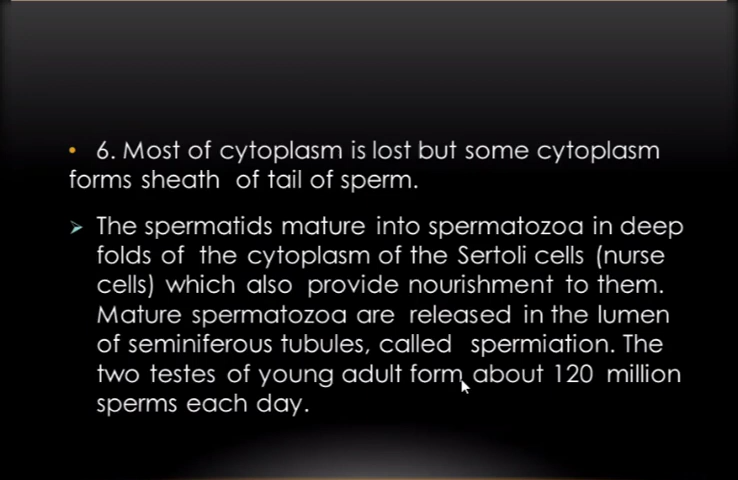 • 6. Most of cytoplasm is lost but some cytoplasm
forms sheath of tail of sperm.
➢ The spermatids mature into spermatozoa in deep
folds of the cytoplasm of the Sertoli cells (nurse
cells) which also provide nourishment to them.
Mature spermatozoa are released in the lumen
of seminiferous tubules, called spermiation. The
two testes of young adult form about 120 million
sperms each day.